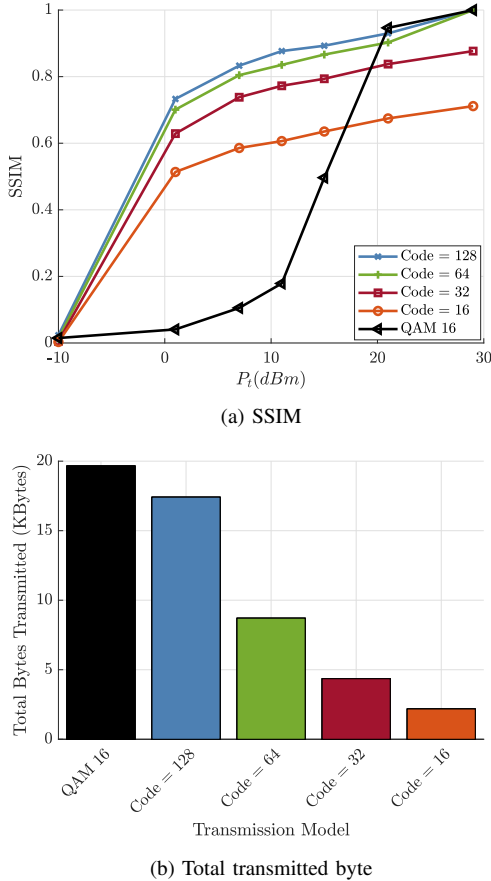 1
0.8
0.6
0.4
0.2
0
SSIM
-10
0
10
20
30
P_t(dBm)
Code = 128
Code = 64
Code = 32
Code = 16
QAM 16
(a) SSIM
20
15
10
5
0
Total Bytes Transmitted (KBytes)
QAM 16
Code = 128
Code = 64
Code = 32
Code = 16
Transmission Model
(b) Total transmitted byte